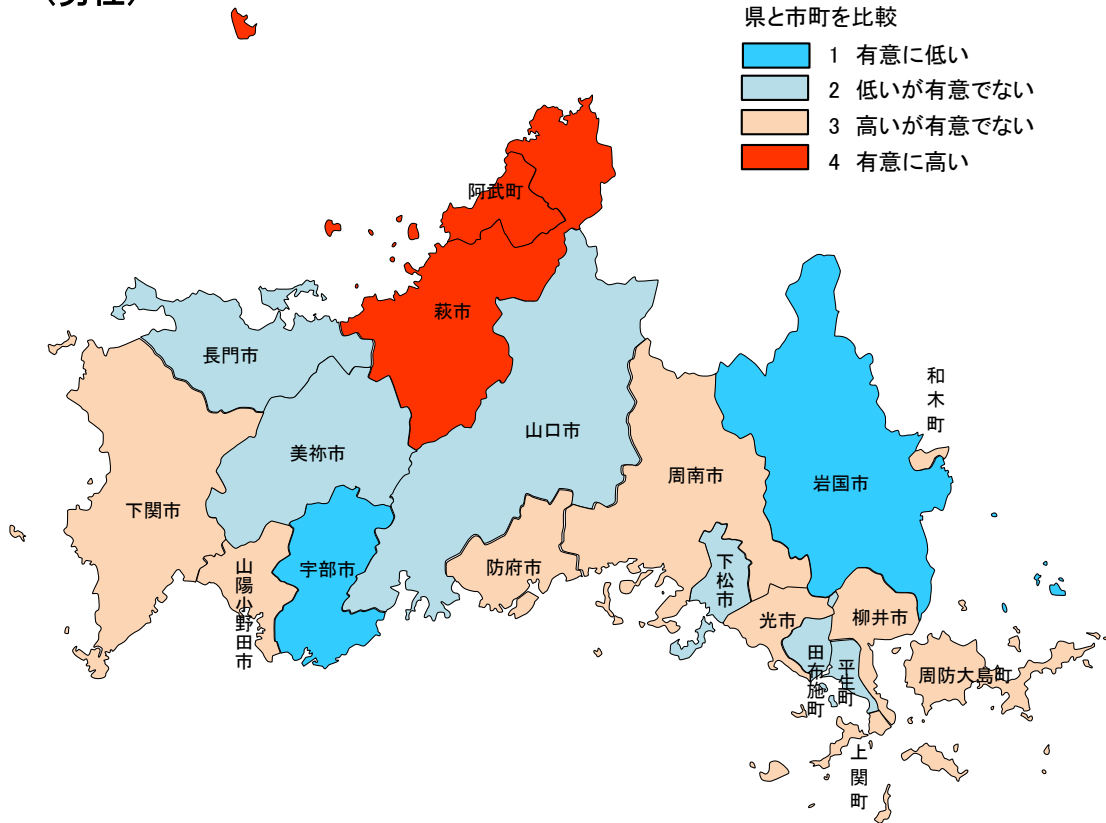 （男性）
県と市町を比較
1 有意に低い
2 低いが有意でない
3 高いが有意でない
4 有意に高い
阿武町
萩市
長門市
和木町
山口市
美祢市
周南市
岩国市
下関市
防府市
宇部市
山陽小野田市
下松市
光市
柳井市
田布施町
平生町
周防大島町
上関町